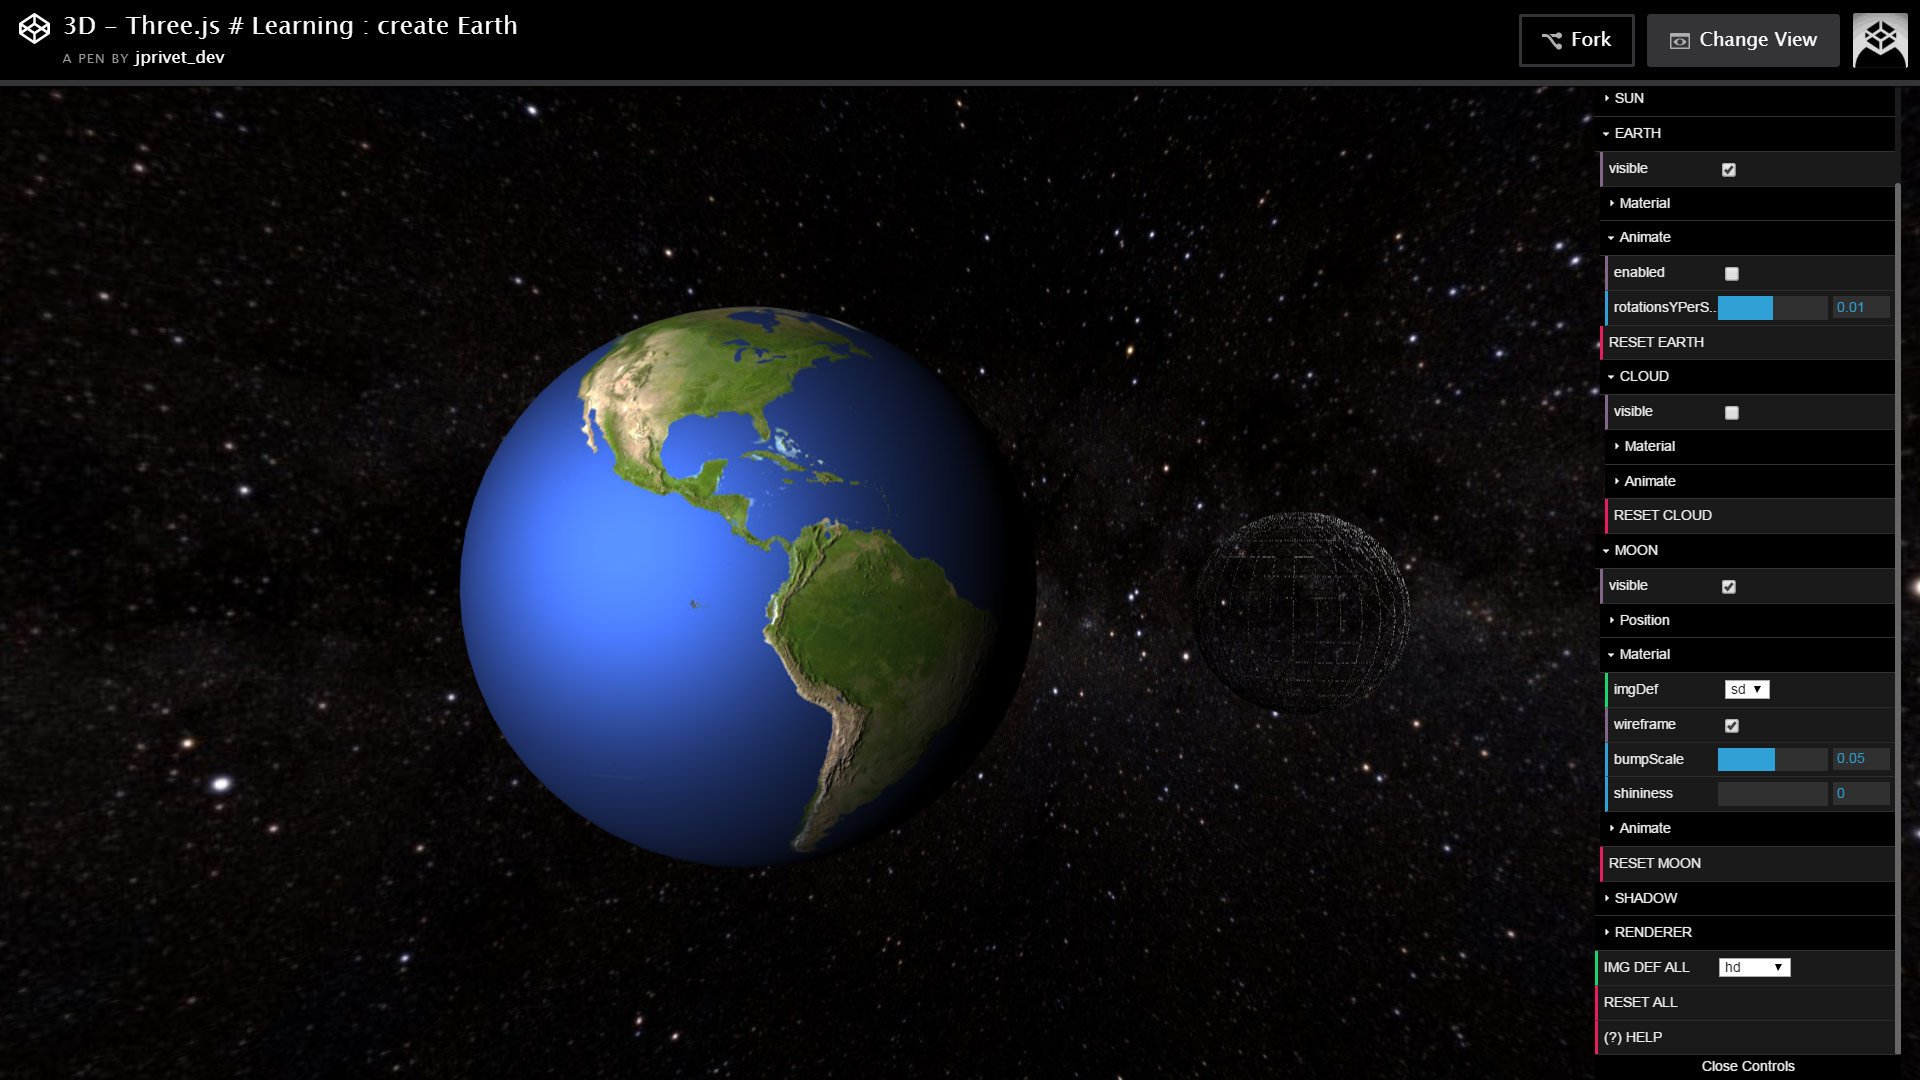 3D – Three.js # Learning : create Earth
A PEN BY jprivet_dev
Fork
Change View
SUN
EARTH
visible
Material
Animate
enabled
rotationsYPerS... 0.01
RESET EARTH
CLOUD
visible
Material
Animate
RESET CLOUD
MOON
visible
Position
Material
imgDef sd
wireframe
bumpScale 0.05
shininess 0
Animate
RESET MOON
SHADOW
RENDERER
IMG DEF ALL hd
RESET ALL
(?) HELP
Close Controls